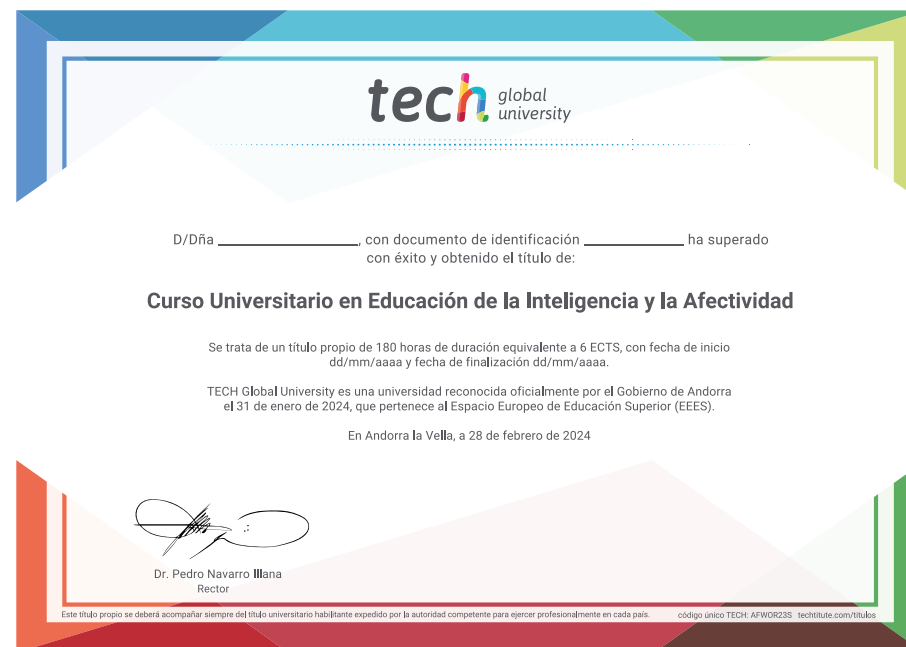 tech global university
D/Dña ______________, con documento de identificación __________ ha superado
con éxito y obtenido el título de:
Curso Universitario en Educación de la Inteligencia y la Afectividad
Se trata de un título propio de 180 horas de duración equivalente a 6 ECTS, con fecha de inicio
dd/mm/aaaa y fecha de finalización dd/mm/aaaa.
TECH Global University es una universidad reconocida oficialmente por el Gobierno de Andorra
el 31 de enero de 2024, que pertenece al Espacio Europeo de Educación Superior (EEES).
En Andorra la Vella, a 28 de febrero de 2024
Dr. Pedro Navarro Illana
Rector
Este título propio se deberá acompañar siempre del título universitario habilitante expedido por la autoridad competente para ejercer profesionalmente en cada país. código único TECH: AFWOR23S techtitute.com/titulos